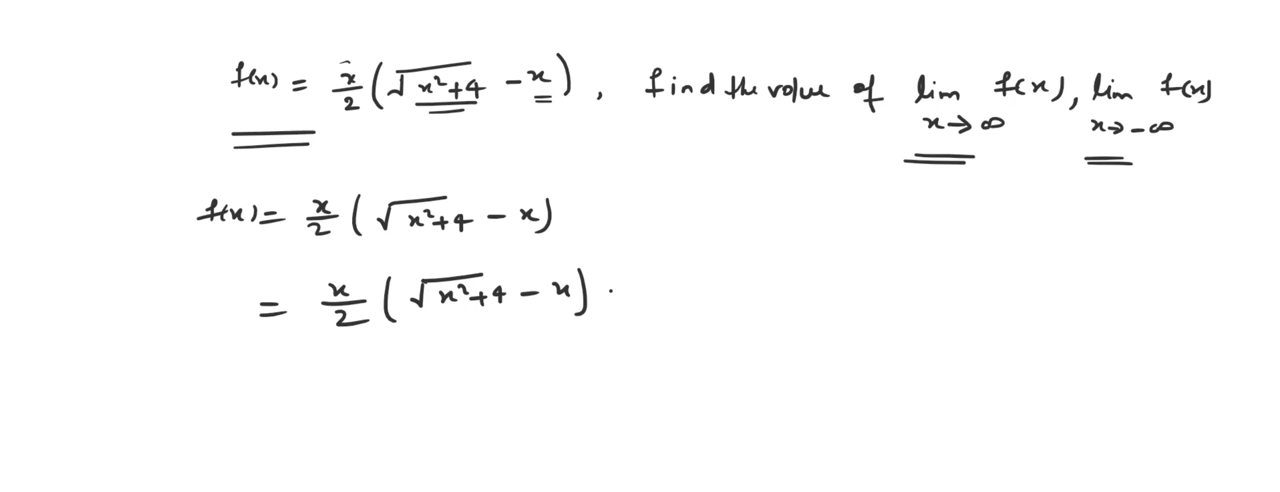 f(x) = x/2 (√(x²+4) - x), find the value of lim x→∞ f(x), lim x→-∞ f(x)
f(x) = x/2 (√(x²+4) - x)
= x/2 (√(x²+4) - x) ·